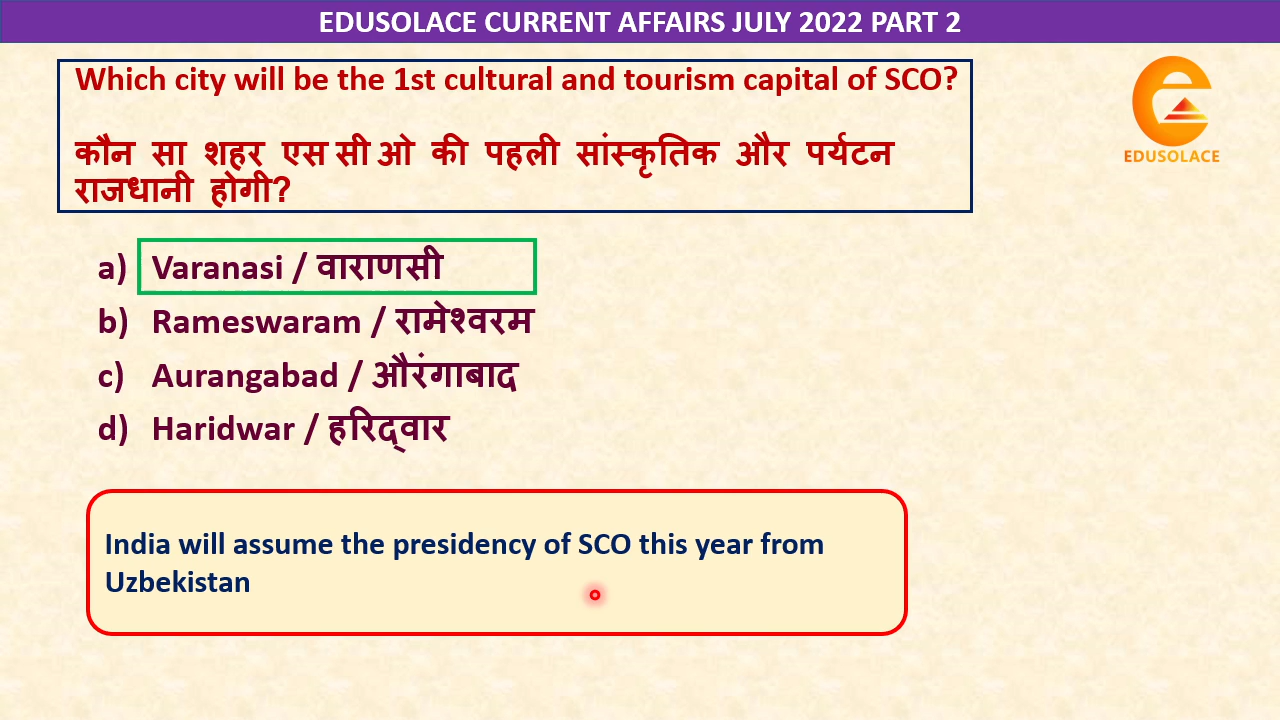 EDUSOLACE CURRENT AFFAIRS JULY 2022 PART 2
Which city will be the 1st cultural and tourism capital of SCO?
कौन सा शहर एस सी ओ की पहली सांस्कृतिक और पर्यटन
राजधानी होगी?
EDUSOLACE
a) Varanasi / वाराणसी
b) Rameswaram / रामेश्वरम
c) Aurangabad / औरंगाबाद
d) Haridwar / हरिद्वार
India will assume the presidency of SCO this year from
Uzbekistan